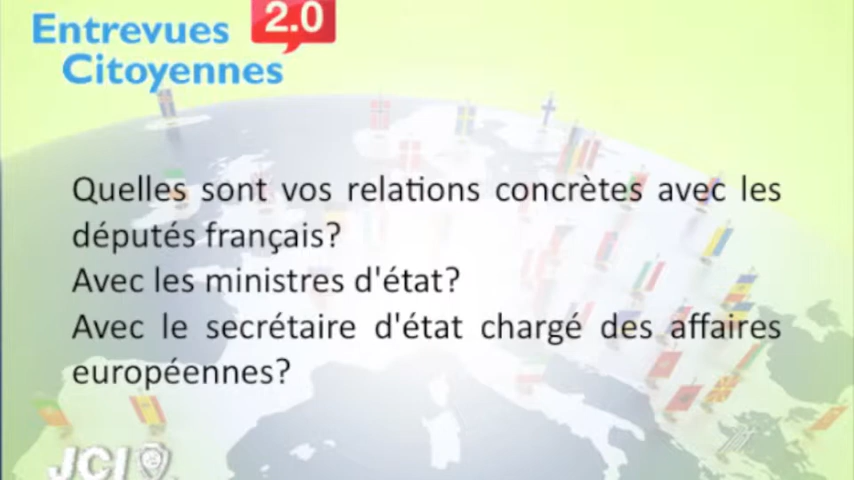 Entrevues 2.0
Citoyennes
Quelles sont vos relations concrètes avec les
députés français?
Avec les ministres d'état?
Avec le secrétaire d'état chargé des affaires
européennes?
JCI